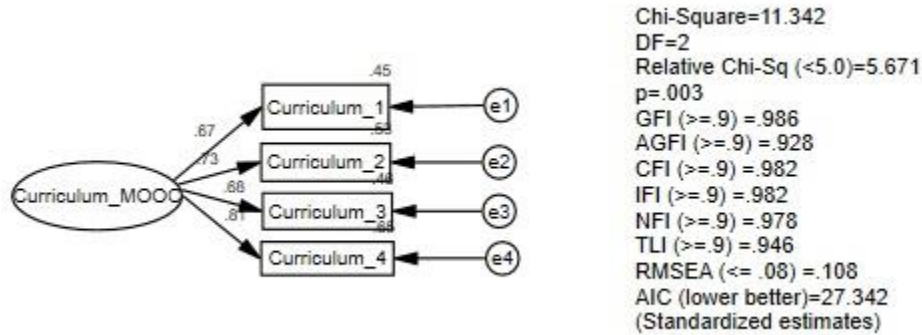 Chi-Square=11.342
DF=2
Relative Chi-Sq (<5.0)=5.671
p=.003
GFI (>=.9) =.986
AGFI (>=.9) =.928
CFI (>=.9) =.982
IFI (>=.9) =.982
NFI (>=.9) =.978
TLI (>=.9) =.946
RMSEA (<= .08) =.108
AIC (lower better)=27.342
(Standardized estimates)
.45
Curriculum_1
e1
.67
Curriculum_2
e2
.73
Curriculum_MOOC
.68
Curriculum_3
e3
.81
Curriculum_4
e4